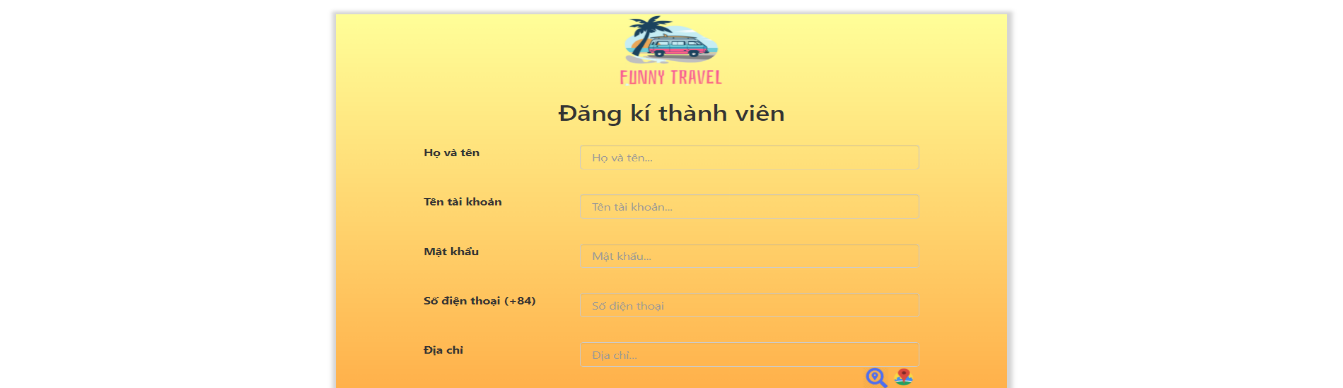 FUNNY TRAVEL
Đăng kí thành viên
Họ và tên
Họ và tên...
Tên tài khoản
Tên tài khoản...
Mật khẩu
Mật khẩu...
Số điện thoại (+84)
Số điện thoại
Địa chỉ
Địa chỉ...